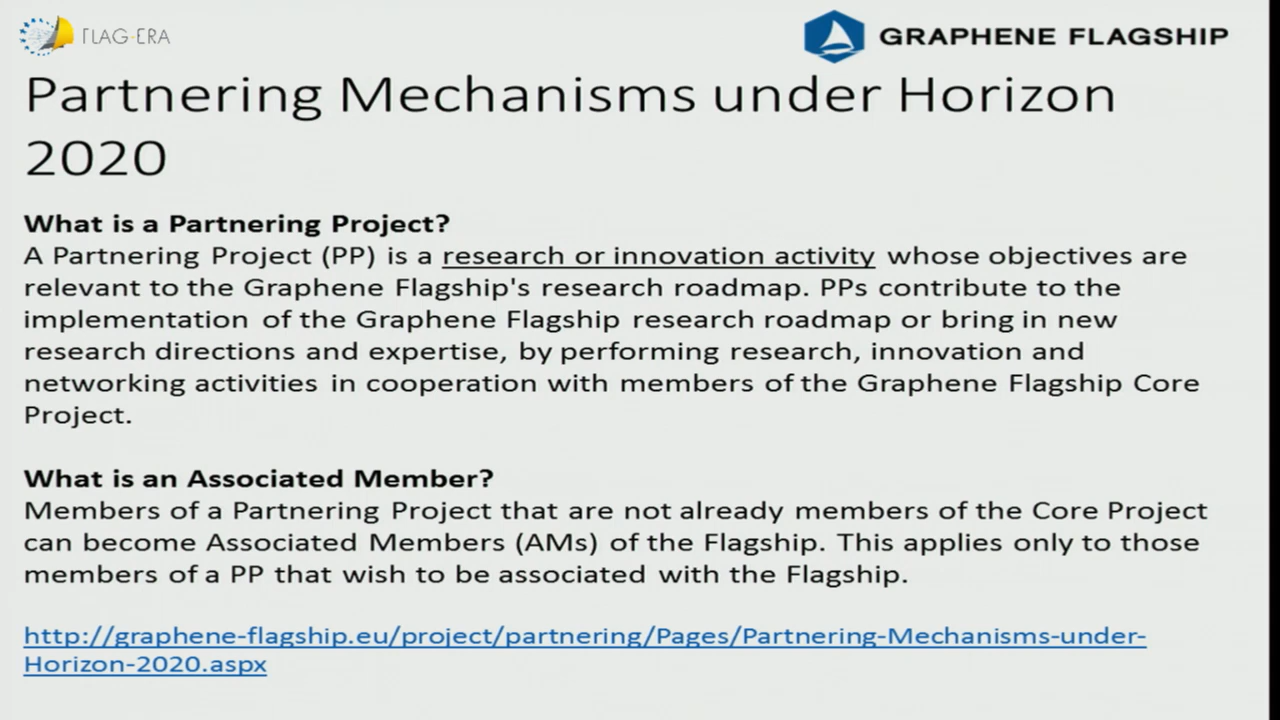 FLAG-ERA
GRAPHENE FLAGSHIP
Partnering Mechanisms under Horizon
2020
What is a Partnering Project?
A Partnering Project (PP) is a research or innovation activity whose objectives are
relevant to the Graphene Flagship's research roadmap. PPs contribute to the
implementation of the Graphene Flagship research roadmap or bring in new
research directions and expertise, by performing research, innovation and
networking activities in cooperation with members of the Graphene Flagship Core
Project.
What is an Associated Member?
Members of a Partnering Project that are not already members of the Core Project
can become Associated Members (AMs) of the Flagship. This applies only to those
members of a PP that wish to be associated with the Flagship.
http://graphene-flagship.eu/project/partnering/Pages/Partnering-Mechanisms-under-
Horizon-2020.aspx